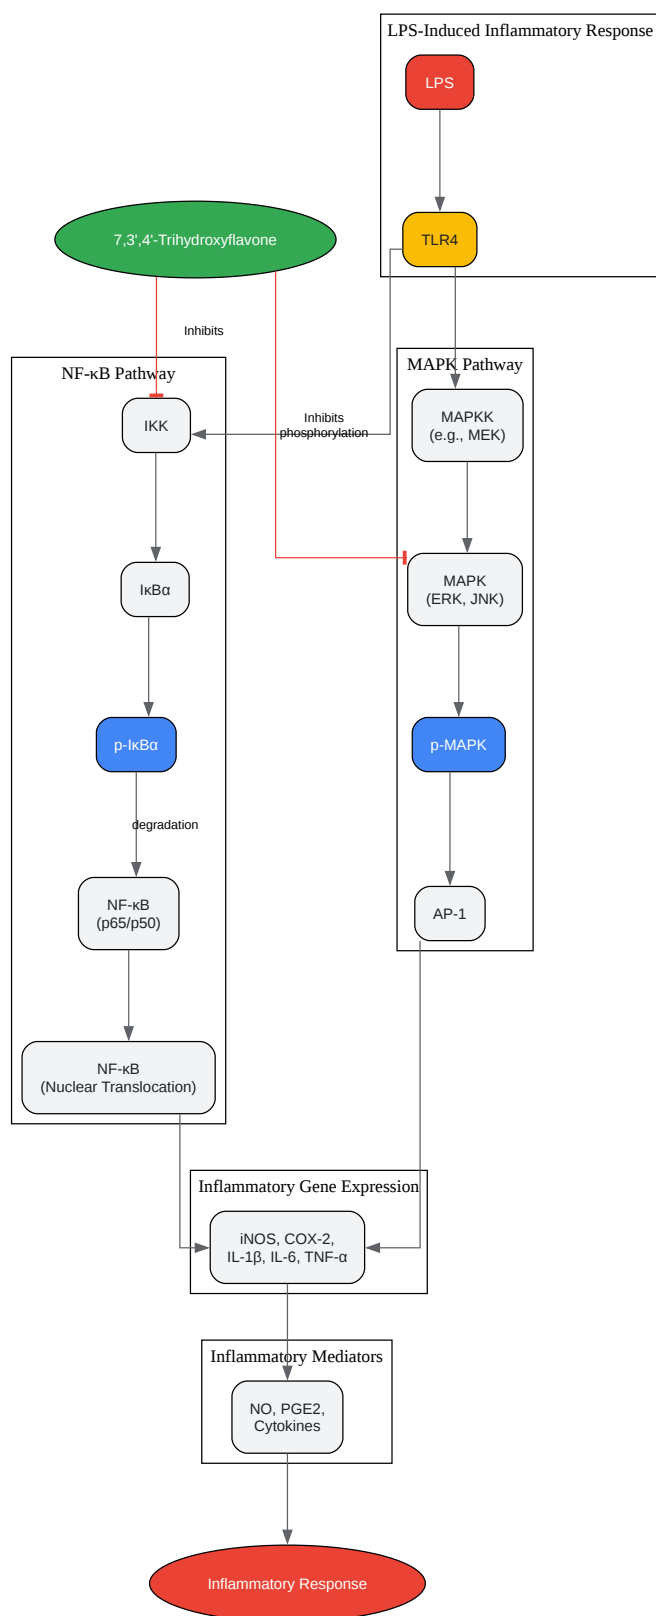 LPS-Induced Inflammatory Response
LPS
7,3',4'-Trihydroxyflavone
TLR4
Inhibits
NF-κB Pathway
MAPK Pathway
IKK
Inhibits
phosphorylation
MAPKK
(e.g., MEK)
IκBα
MAPK
(ERK, JNK)
p-IκBα
p-MAPK
degradation
NF-κB
(p65/p50)
AP-1
NF-κB
(Nuclear Translocation)
Inflammatory Gene Expression
iNOS, COX-2,
IL-1β, IL-6, TNF-α
Inflammatory Mediators
NO, PGE2,
Cytokines
Inflammatory Response